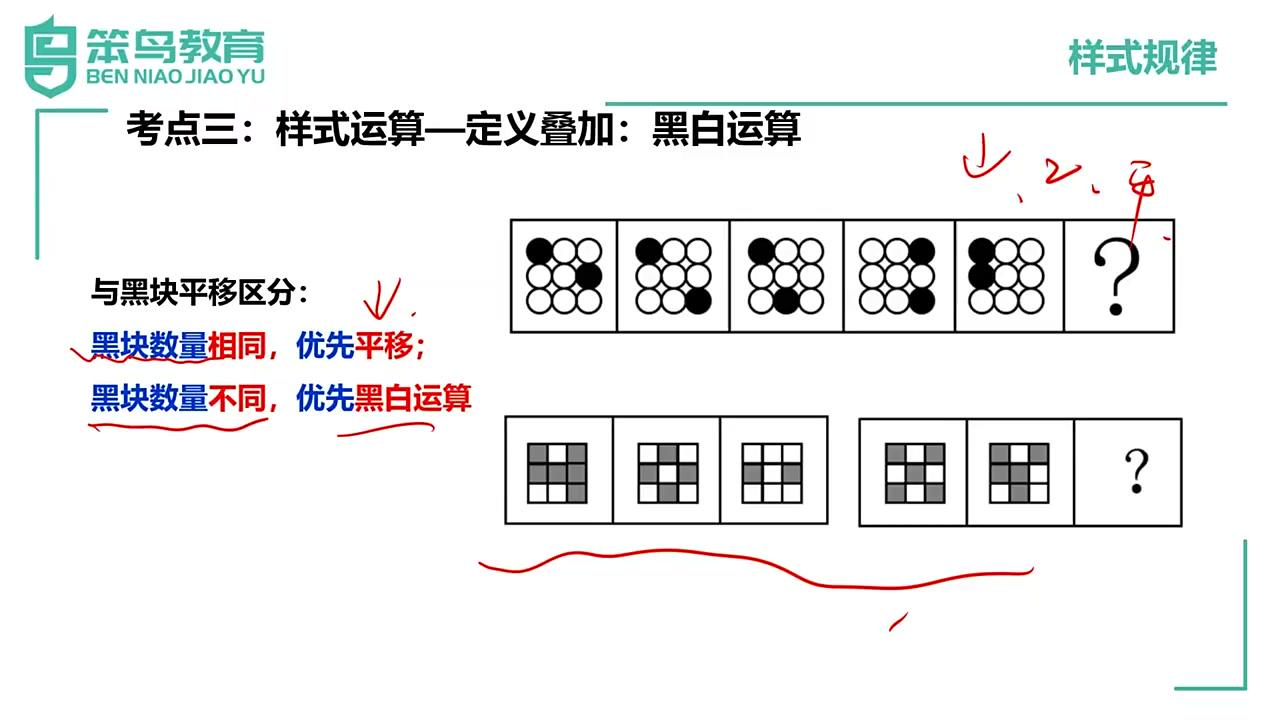 笨鸟教育
BEN NIAO JIAO YU
样式规律
考点三：样式运算—定义叠加：黑白运算
、2、
与黑块平移区分：
黑块数量相同，优先平移；
黑块数量不同，优先黑白运算
?
?